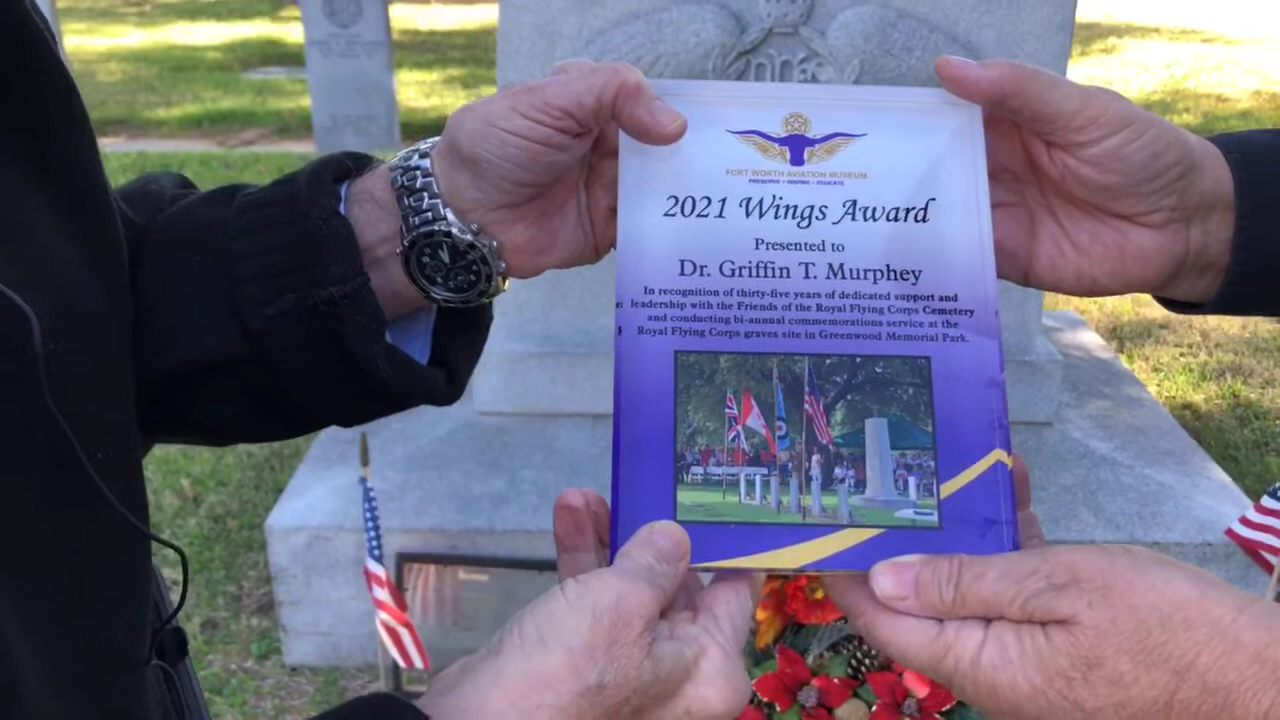 FORT WORTH AVIATION MUSEUM
PRESERVE • INSPIRE • EDUCATE
2021 Wings Award
Presented to
Dr. Griffin T. Murphey
In recognition of thirty-five years of dedicated support and
leadership with the Friends of the Royal Flying Corps Cemetery
and conducting bi-annual commemorations service at the
Royal Flying Corps graves site in Greenwood Memorial Park.